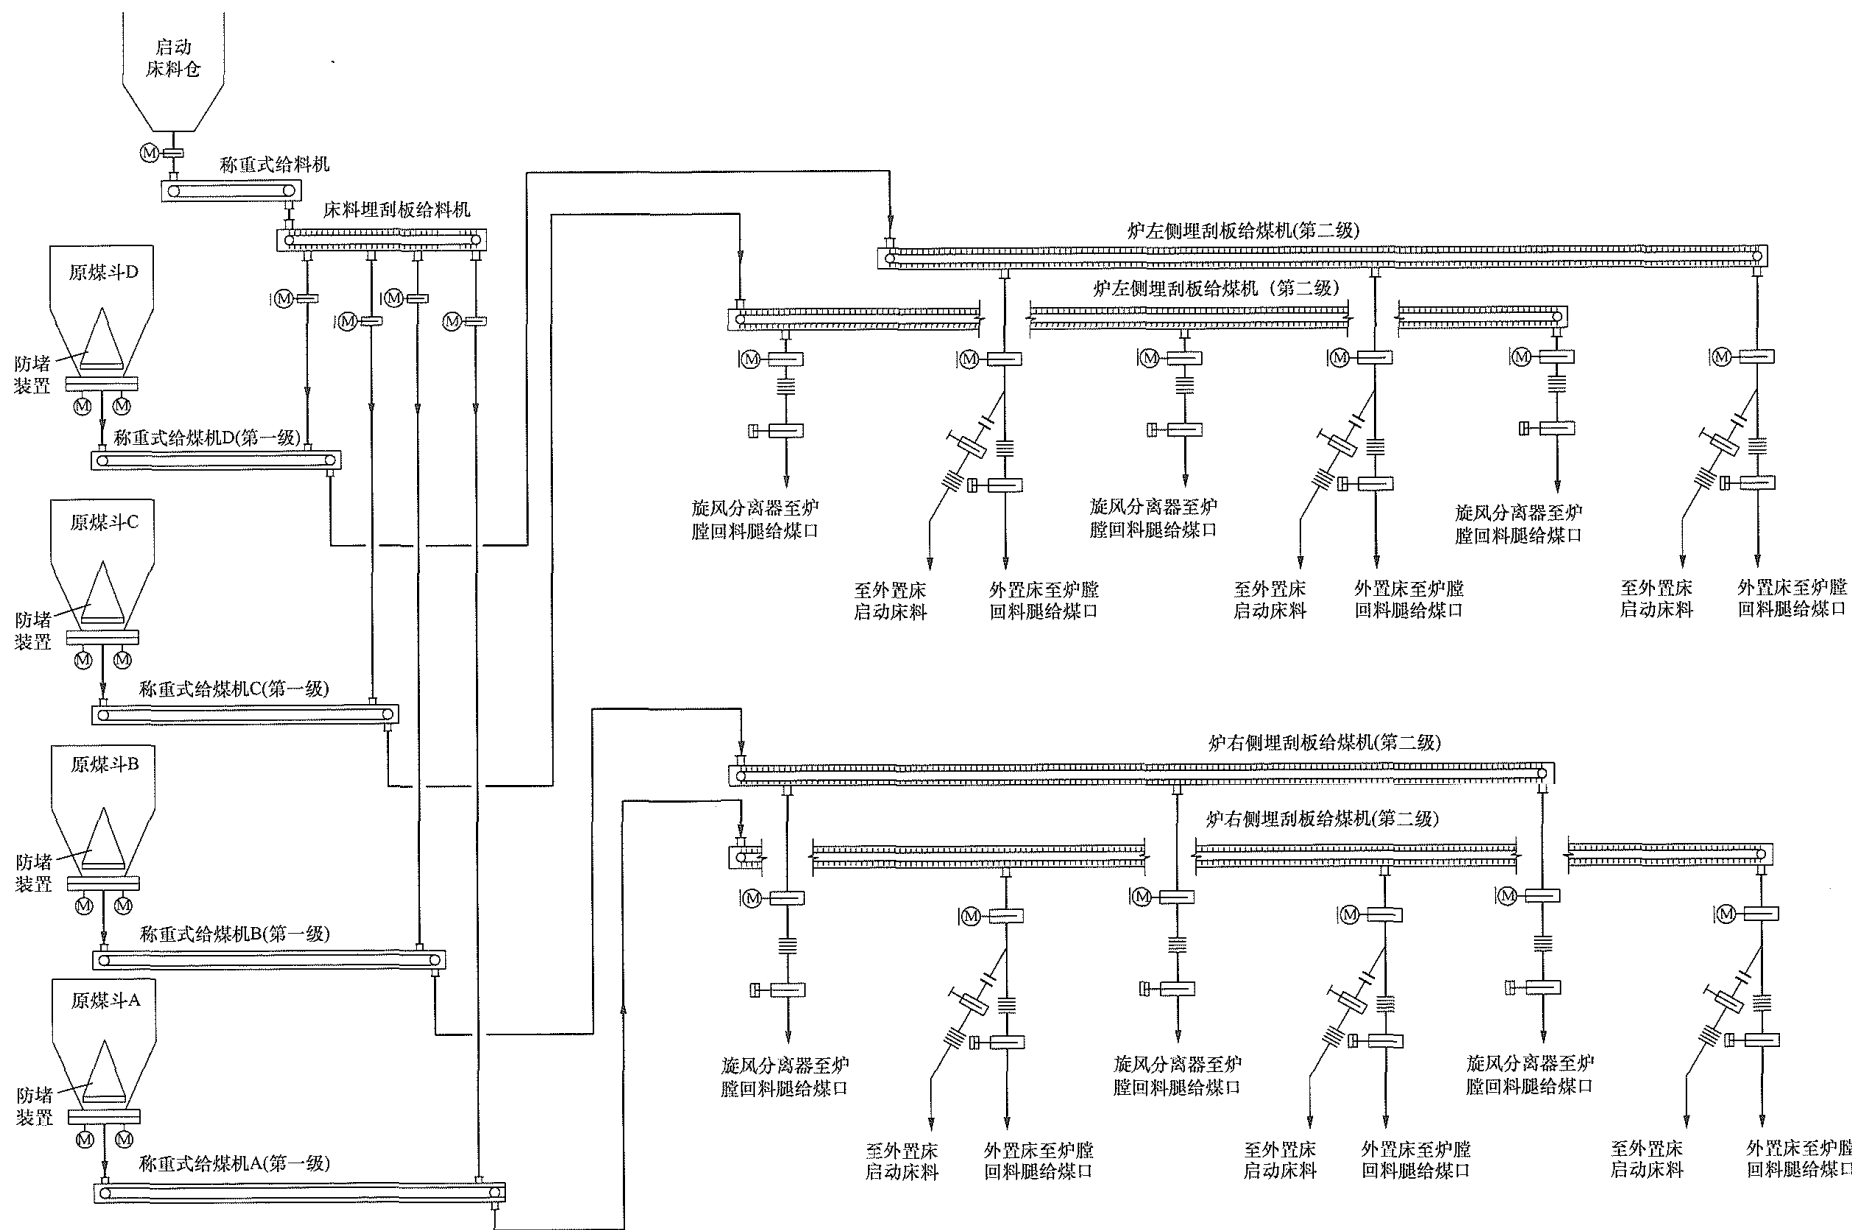 启动
床料仓
M
称重式给料机
床料埋刮板给料机
原煤斗D
M
M
M
M
防堵
装置
M
M
称重式给煤机D(第一级)
原煤斗C
防堵
装置
M
M
称重式给煤机C(第一级)
原煤斗B
防堵
装置
M
M
称重式给煤机B(第一级)
原煤斗A
防堵
装置
M
M
称重式给煤机A(第一级)
炉左侧埋刮板给煤机(第二级)
炉左侧埋刮板给煤机(第二级)
M
M
M
M
M
M
旋风分离器至炉
膛回料腿给煤口
旋风分离器至炉
膛回料腿给煤口
旋风分离器至炉
膛回料腿给煤口
至外置床
启动床料
外置床至炉膛
回料腿给煤口
至外置床
启动床料
外置床至炉膛
回料腿给煤口
至外置床
启动床料
外置床至炉膛
回料腿给煤口
炉右侧埋刮板给煤机(第二级)
炉右侧埋刮板给煤机(第二级)
M
M
M
M
M
M
旋风分离器至炉
膛回料腿给煤口
旋风分离器至炉
膛回料腿给煤口
旋风分离器至炉
膛回料腿给煤口
至外置床
启动床料
外置床至炉膛
回料腿给煤口
至外置床
启动床料
外置床至炉膛
回料腿给煤口
至外置床
启动床料
外置床至炉膛
回料腿给煤口